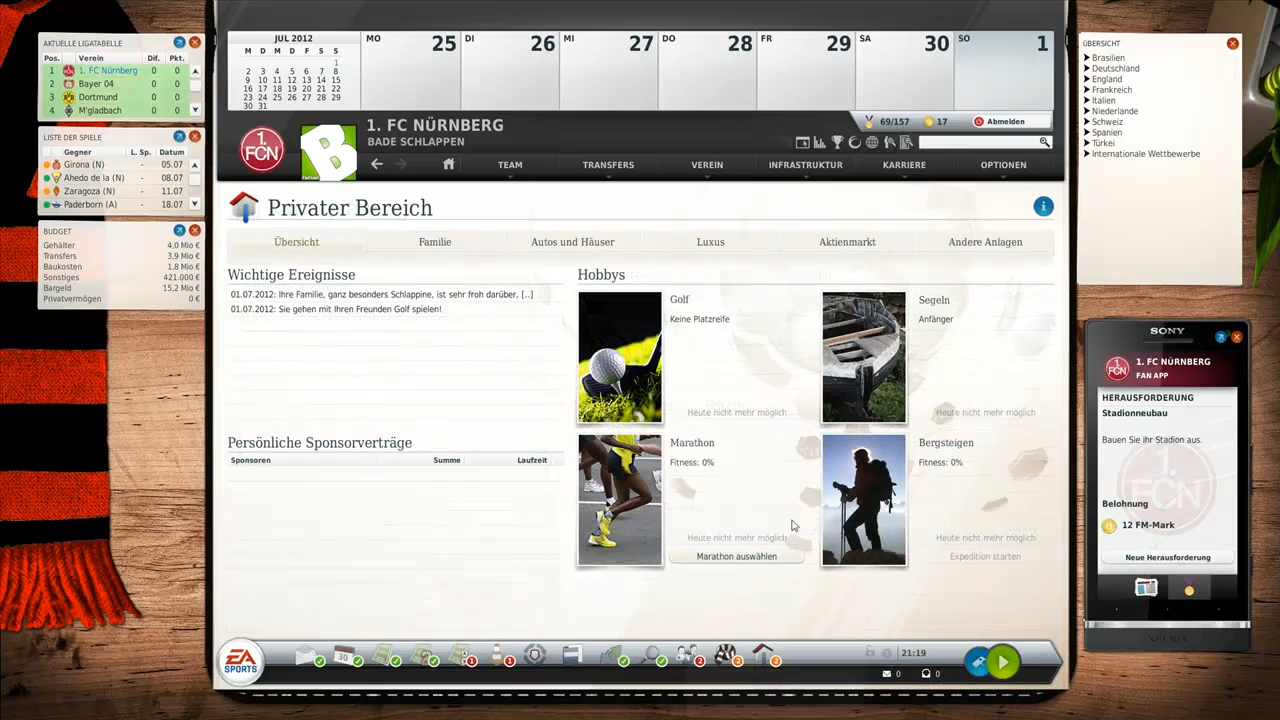 AKTUELLE LIGATABELLE
Pos. Verein Dif. Pkt.
1 1. FC Nürnberg 0 0
2 Bayer 04 0 0
3 Dortmund 0 0
4 M'gladbach 0 0
LISTE DER SPIELE
Gegner L. Sp. Datum
Girona (N) - 05.07
Ahedo de la (N) - 08.07
Zaragoza (N) - 11.07
Paderborn (A) - 18.07
BUDGET
Gehälter 4,0 Mio €
Transfers 3,9 Mio €
Baukosten 1,8 Mio €
Sonstiges 421.000 €
Bargeld 15,2 Mio €
Privatvermögen 0 €
JUL 2012
M D M D F S S
1
2 3 4 5 6 7 8
9 10 11 12 13 14 15
16 17 18 19 20 21 22
23 24 25 26 27 28 29
30 31
MO 25 DI 26 MI 27 DO 28 FR 29 SA 30 SO 1
1. FC NÜRNBERG
BADE SCHLAPPEN
69/157 17 Abmelden
1. FCN
TEAM TRANSFERS VEREIN INFRASTRUKTUR KARRIERE OPTIONEN
Privater Bereich
Übersicht Familie Autos und Häuser Luxus Aktienmarkt Andere Anlagen
Wichtige Ereignisse
01.07.2012: Ihre Familie, ganz besonders Schlappine, ist sehr froh darüber, [..]
01.07.2012: Sie gehen mit Ihren Freunden Golf spielen!
Persönliche Sponsorverträge
Sponsoren Summe Laufzeit
Hobbys
Golf
Keine Platzreife
Heute nicht mehr möglich
Segeln
Anfänger
Heute nicht mehr möglich
Marathon
Fitness: 0%
Heute nicht mehr möglich
Marathon auswählen
Bergsteigen
Fitness: 0%
Heute nicht mehr möglich
Expedition starten
EA
SPORTS
30
1 1 2 2 2
21:19
0 0
ÜBERSICHT
Brasilien
Deutschland
England
Frankreich
Italien
Niederlande
Schweiz
Spanien
Türkei
Internationale Wettbewerbe
SONY
1. FC NÜRNBERG
FAN APP
HERAUSFORDERUNG
Stadionneubau
Bauen Sie Ihr Stadion aus.
Belohnung
12 FM-Mark
Neue Herausforderung
XPERIA